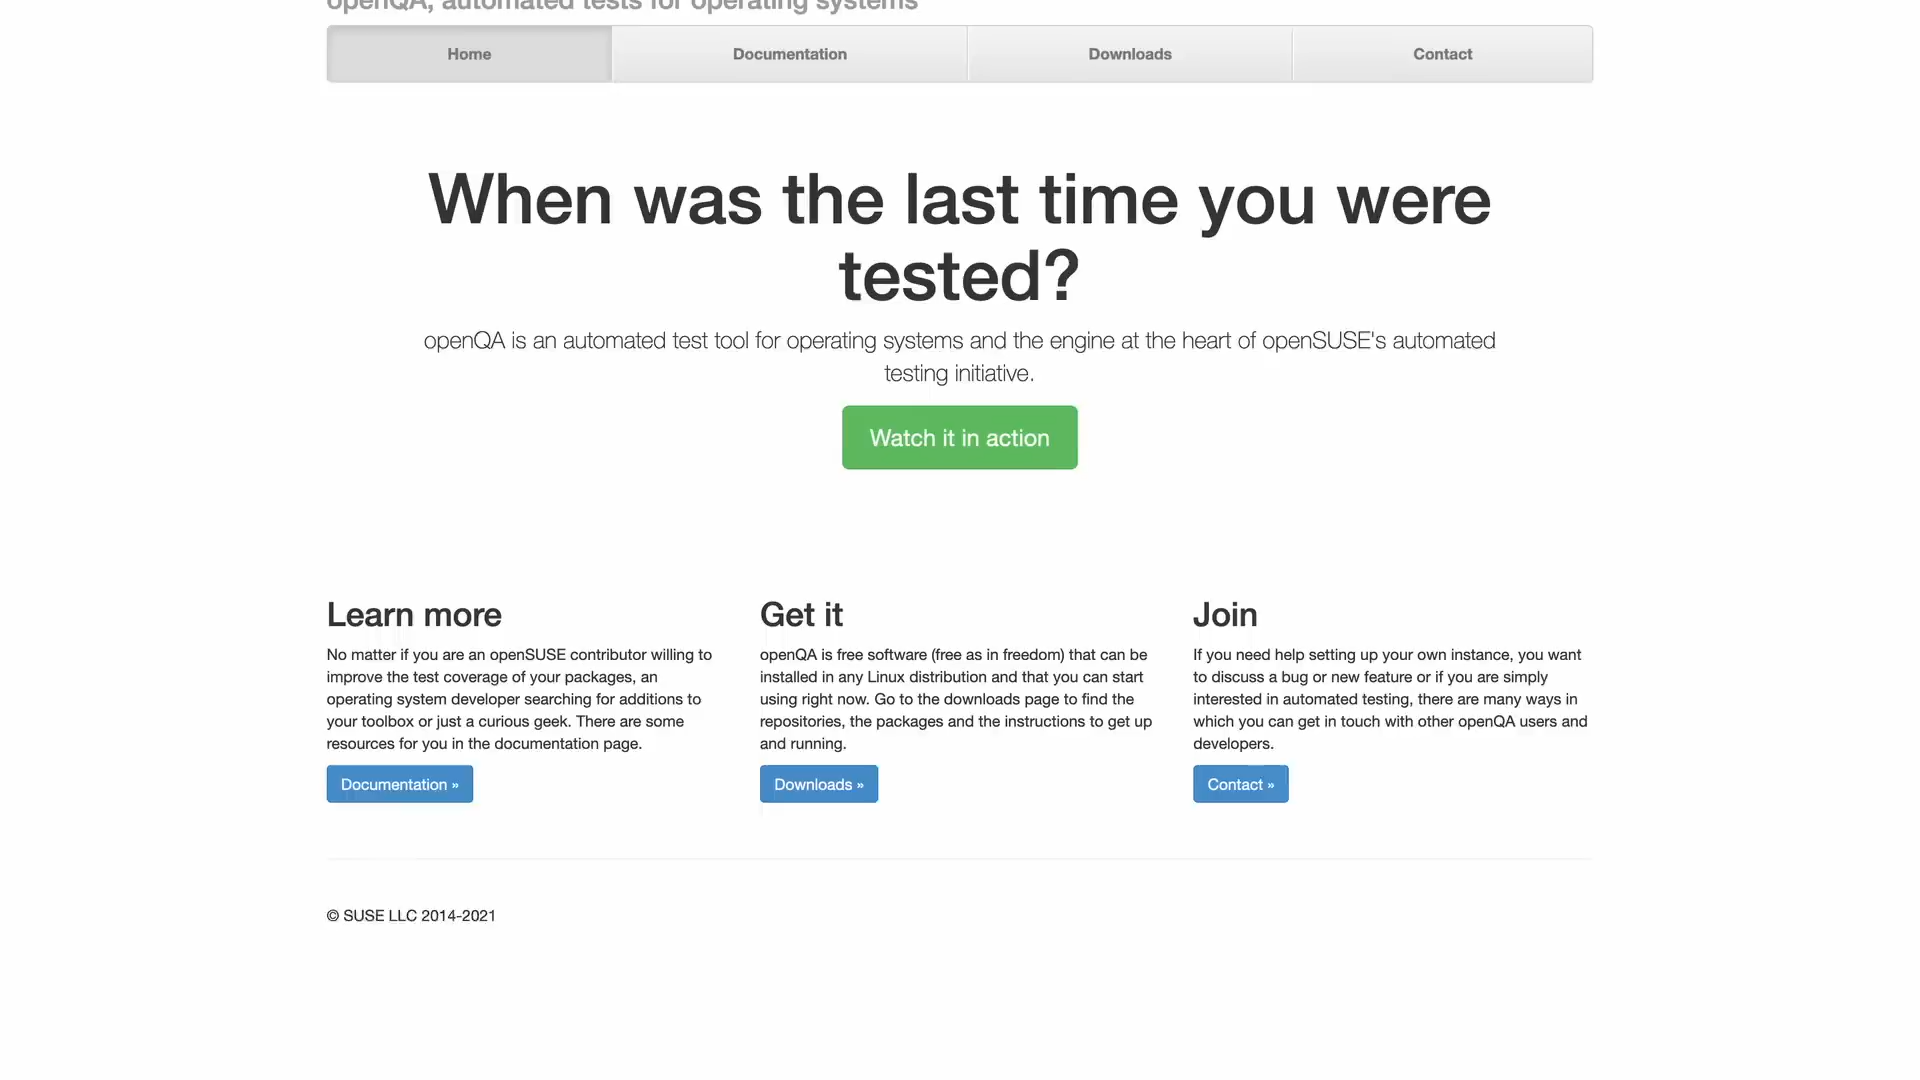 openQA, automated tests for operating systems
Home
Documentation
Downloads
Contact
When was the last time you were
tested?
openQA is an automated test tool for operating systems and the engine at the heart of openSUSE's automated
testing initiative.
Watch it in action
Learn more
No matter if you are an openSUSE contributor willing to
improve the test coverage of your packages, an
operating system developer searching for additions to
your toolbox or just a curious geek. There are some
resources for you in the documentation page.
Documentation »
Get it
openQA is free software (free as in freedom) that can be
installed in any Linux distribution and that you can start
using right now. Go to the downloads page to find the
repositories, the packages and the instructions to get up
and running.
Downloads »
Join
If you need help setting up your own instance, you want
to discuss a bug or new feature or if you are simply
interested in automated testing, there are many ways in
which you can get in touch with other openQA users and
developers.
Contact »
© SUSE LLC 2014-2021